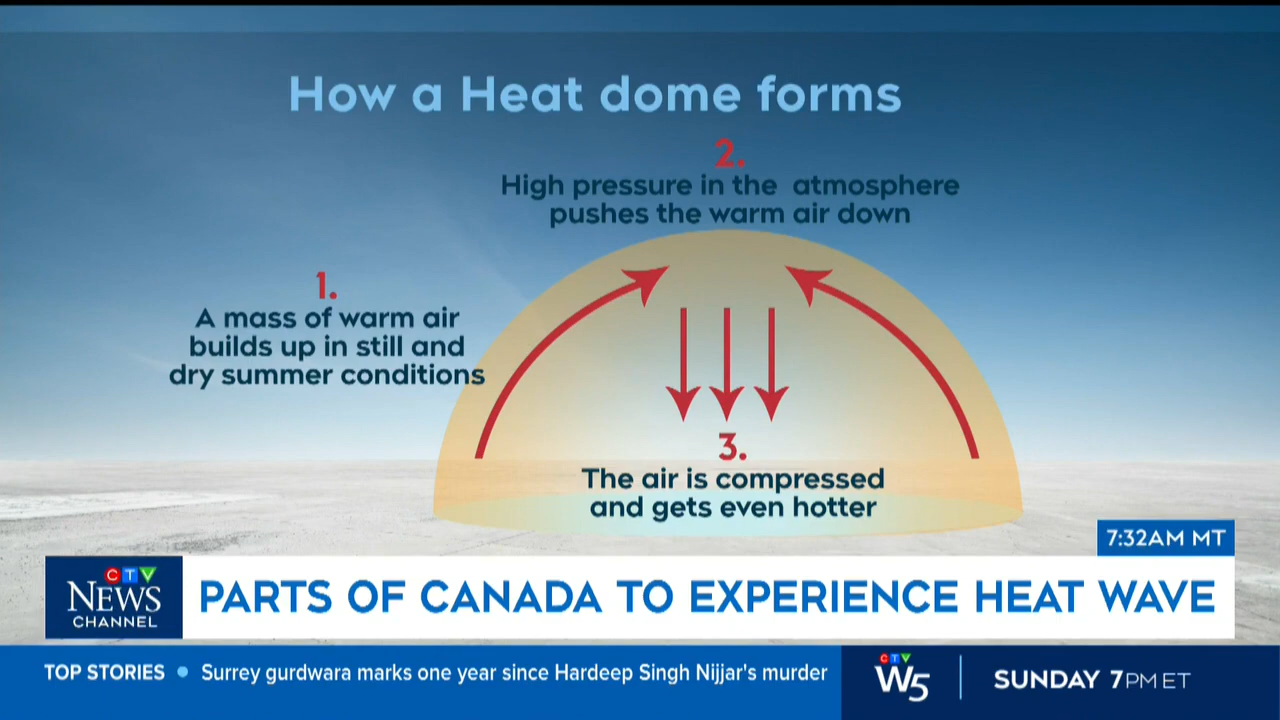 How a Heat dome forms
2.
High pressure in the atmosphere
pushes the warm air down
1.
A mass of warm air
builds up in still and
dry summer conditions
3.
The air is compressed
and gets even hotter
7:32AM MT
CTV
NEWS
CHANNEL
PARTS OF CANADA TO EXPERIENCE HEAT WAVE
TOP STORIES • Surrey gurdwara marks one year since Hardeep Singh Nijjar's murder
CTV
W5
SUNDAY 7PM ET